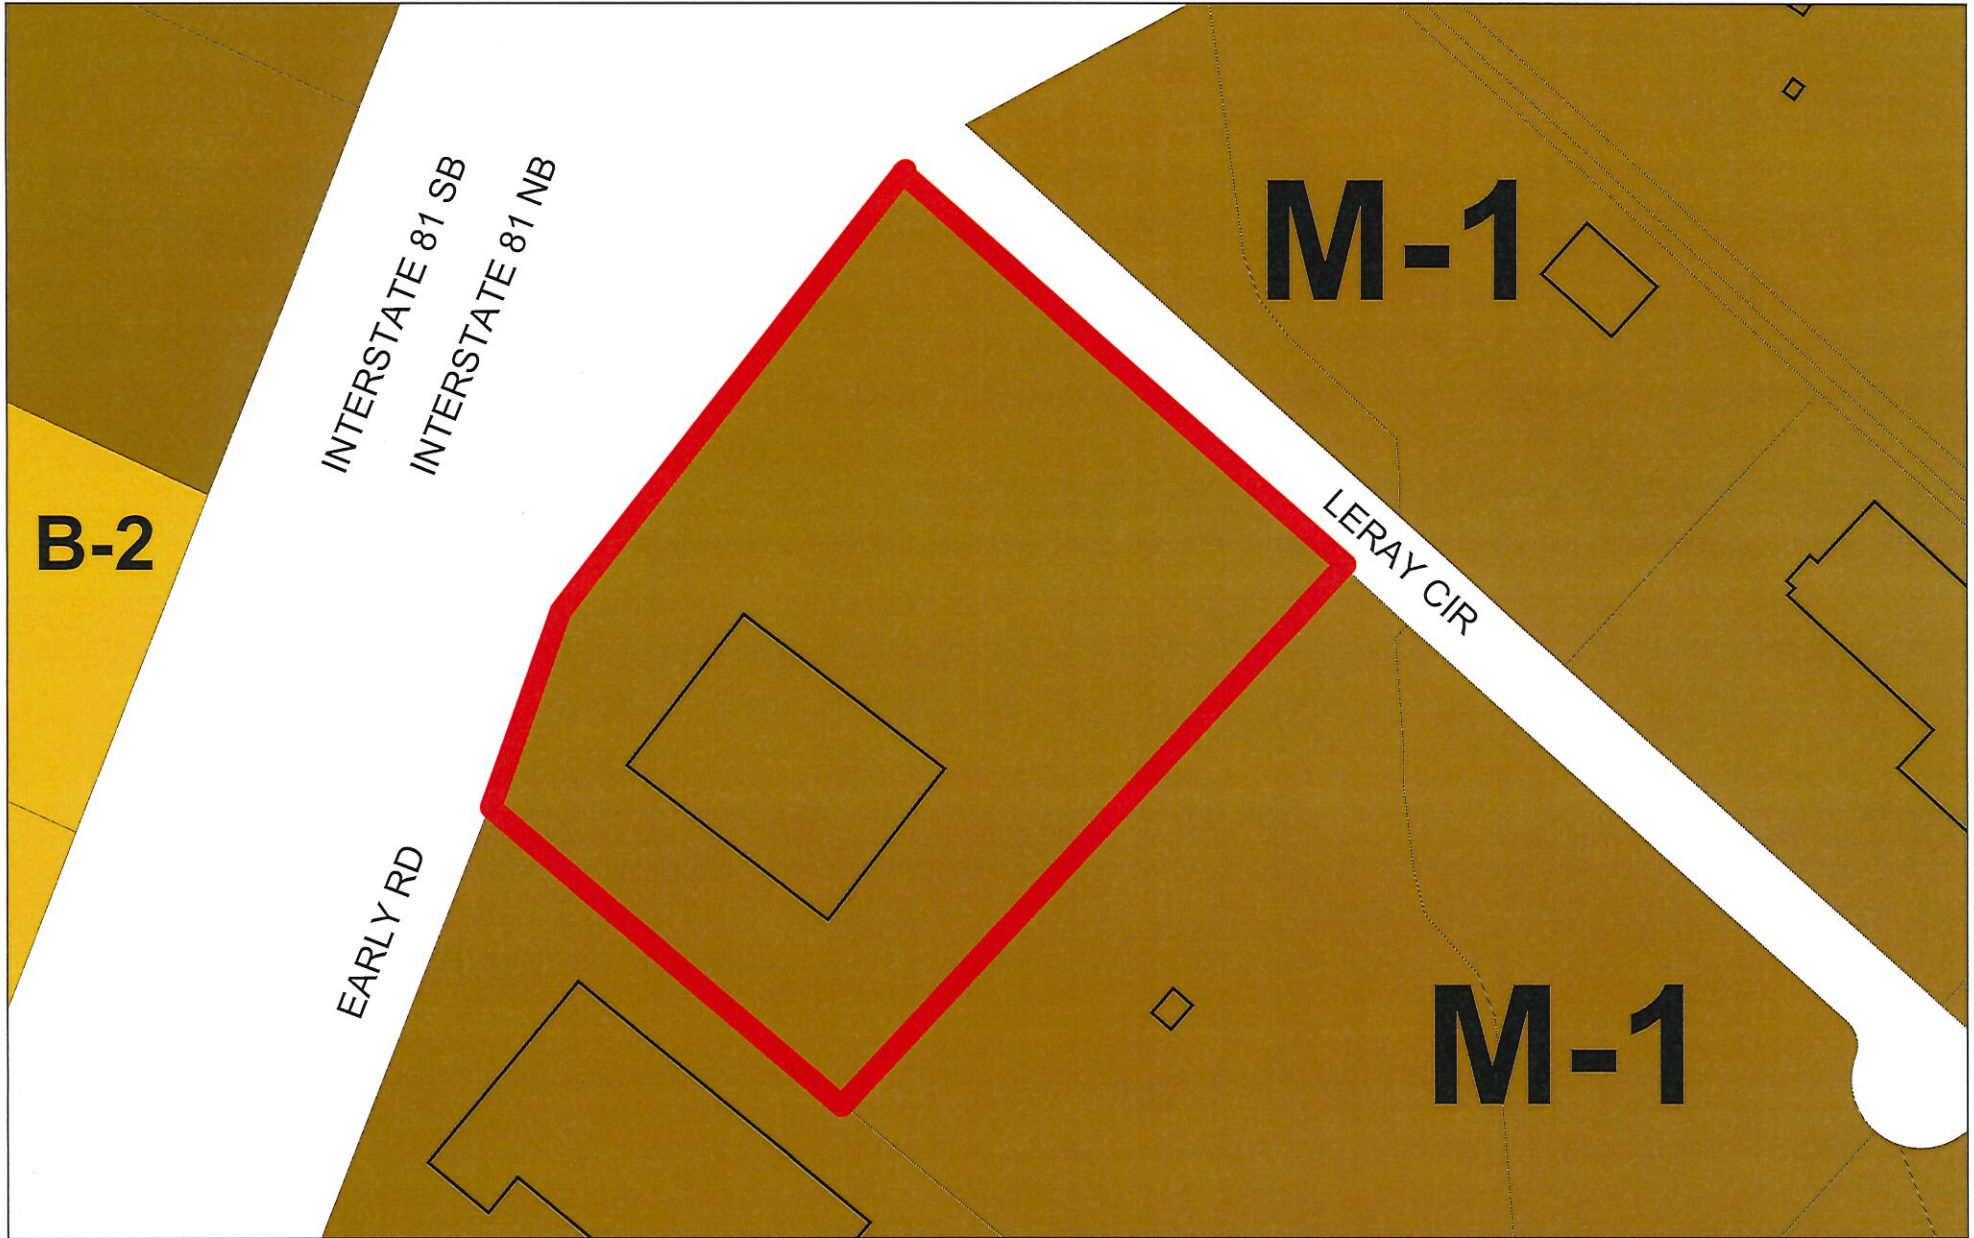 INTERSTATE 81 SB
INTERSTATE 81 NB
M-1
B-2
LERAY CIR
EARLY RD
M-1